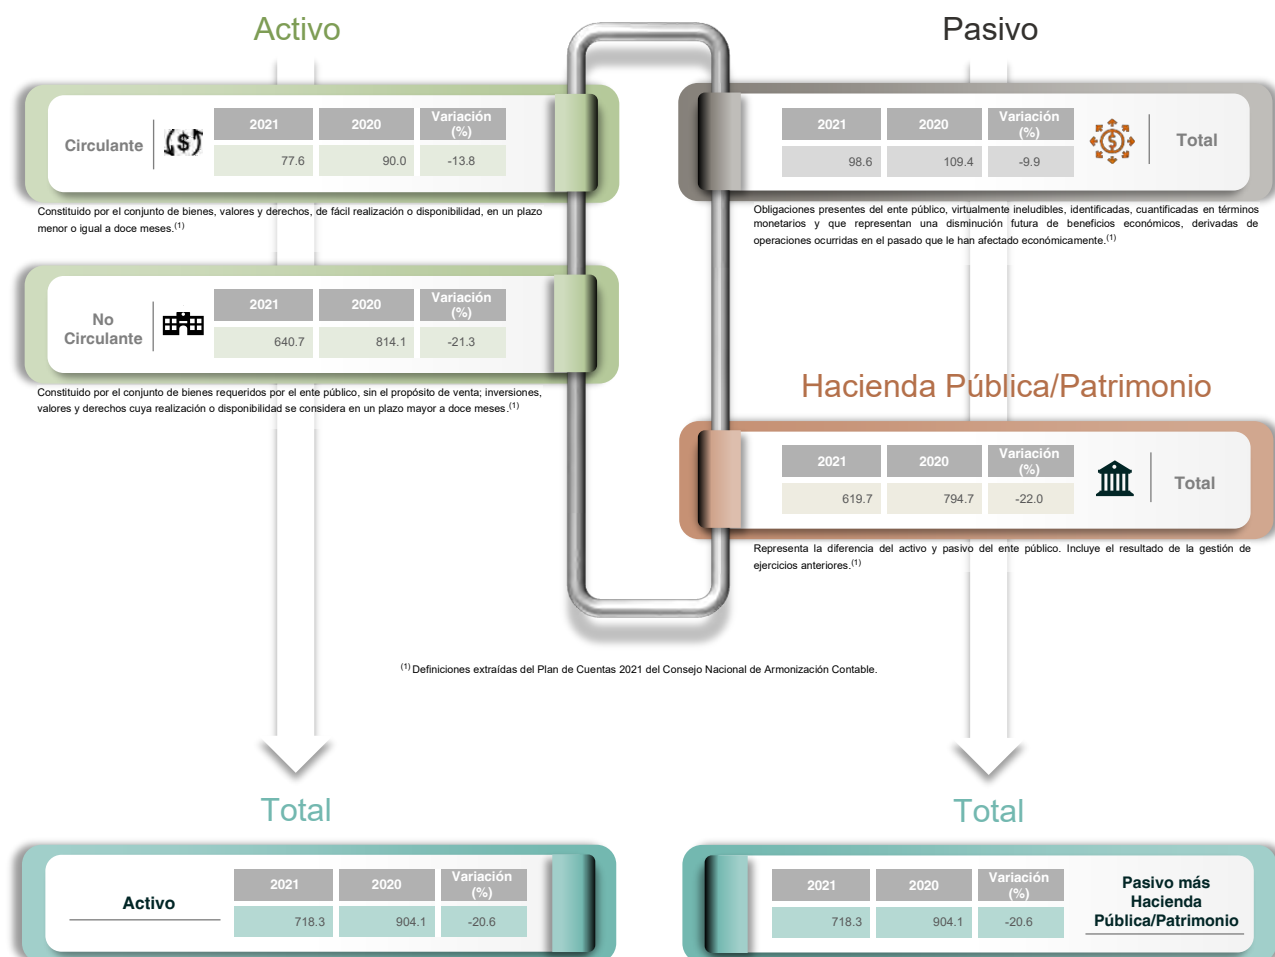 Activo
Circulante
2021 2020 Variación (%)
77.6 90.0 -13.8
Constituido por el conjunto de bienes, valores y derechos, de fácil realización o disponibilidad, en un plazo
menor o igual a doce meses.(1)
No
Circulante
2021 2020 Variación (%)
640.7 814.1 -21.3
Constituido por el conjunto de bienes requeridos por el ente público, sin el propósito de venta; inversiones,
valores y derechos cuya realización o disponibilidad se considera en un plazo mayor a doce meses.(1)
Pasivo
2021 2020 Variación (%)
98.6 109.4 -9.9
Total
Obligaciones presentes del ente público, virtualmente ineludibles, identificadas, cuantificadas en términos
monetarios y que representan una disminución futura de beneficios económicos, derivadas de
operaciones ocurridas en el pasado que le han afectado económicamente.(1)
Hacienda Pública/Patrimonio
2021 2020 Variación (%)
619.7 794.7 -22.0
Total
Representa la diferencia del activo y pasivo del ente público. Incluye el resultado de la gestión de
ejercicios anteriores.(1)
(1) Definiciones extraídas del Plan de Cuentas 2021 del Consejo Nacional de Armonización Contable.
Total
Activo
2021 2020 Variación (%)
718.3 904.1 -20.6
Total
2021 2020 Variación (%)
718.3 904.1 -20.6
Pasivo más
Hacienda
Pública/Patrimonio